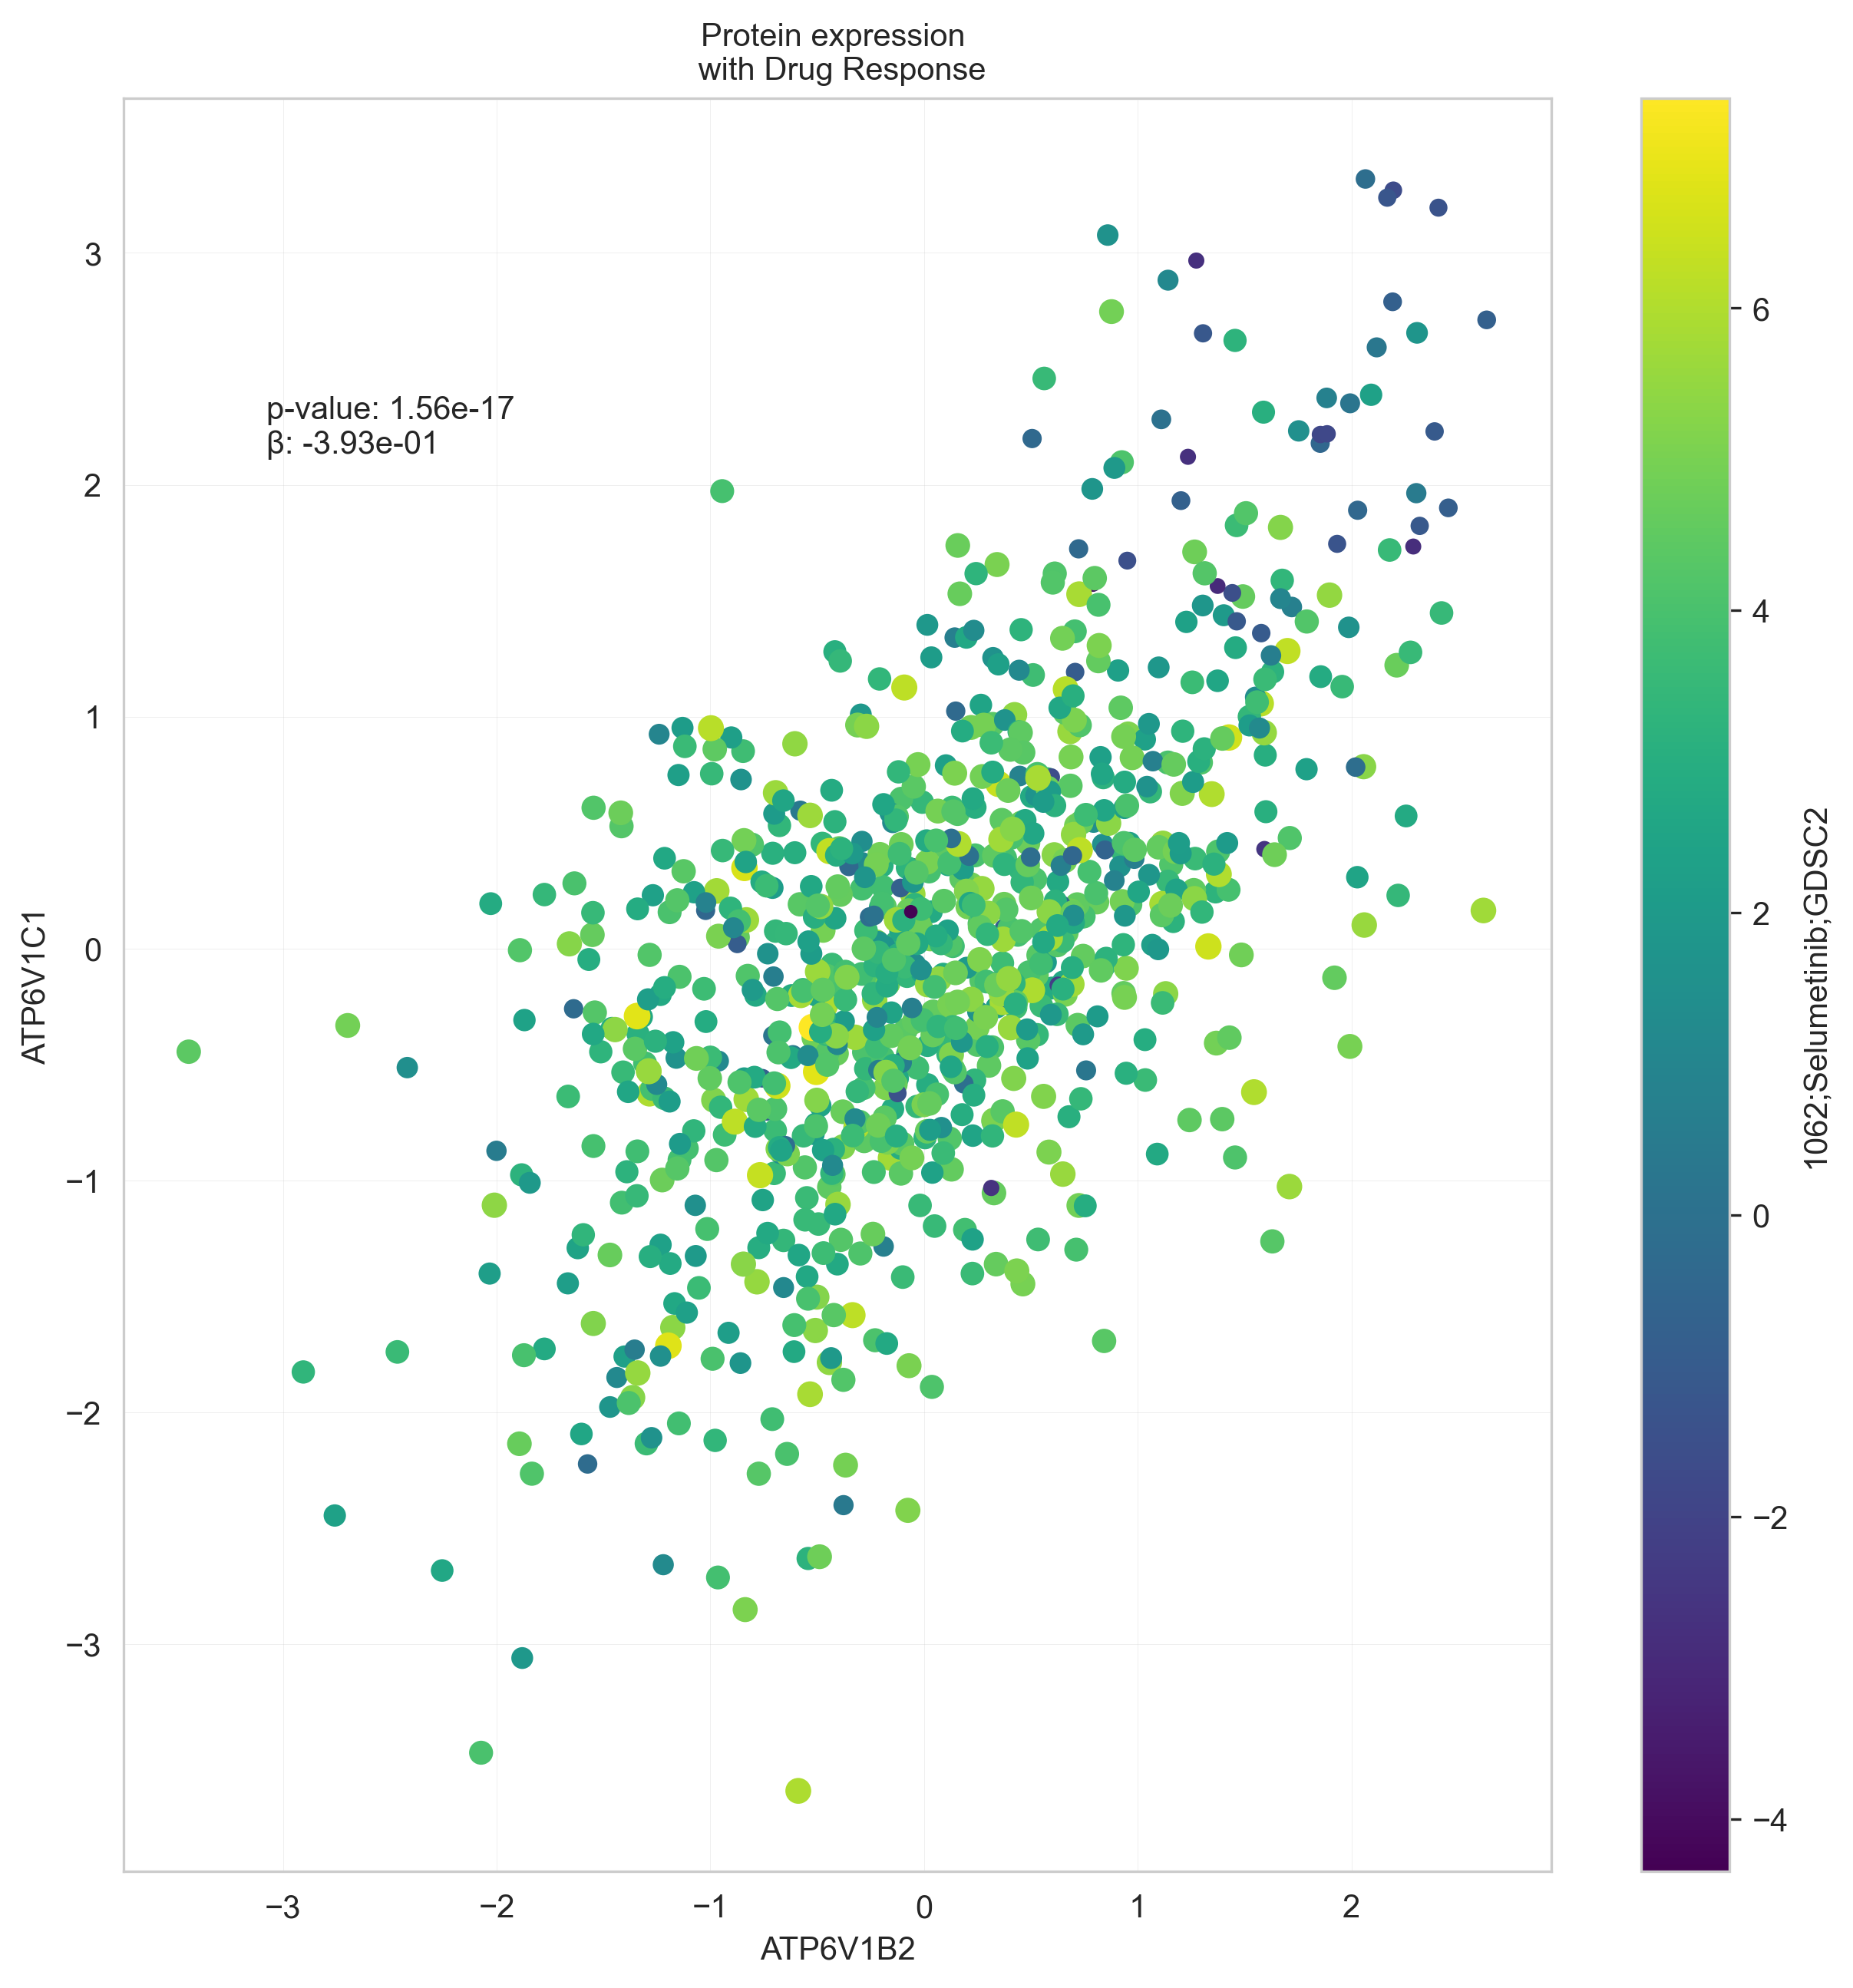 Protein expression
with Drug Response
p-value: 1.56e-17
β: -3.93e-01
ATP6V1C1
3
2
1
0
−1
−2
−3
−3
−2
−1
0
1
2
ATP6V1B2
6
4
2
0
−2
−4
1062;Selumetinib;GDSC2